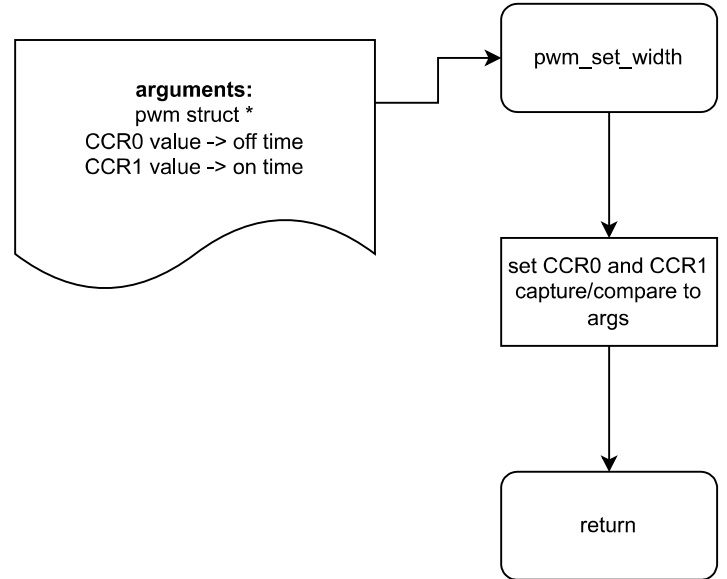 arguments:
pwm struct *
CCR0 value -> off time
CCR1 value -> on time
pwm_set_width
set CCR0 and CCR1
capture/compare to
args
return